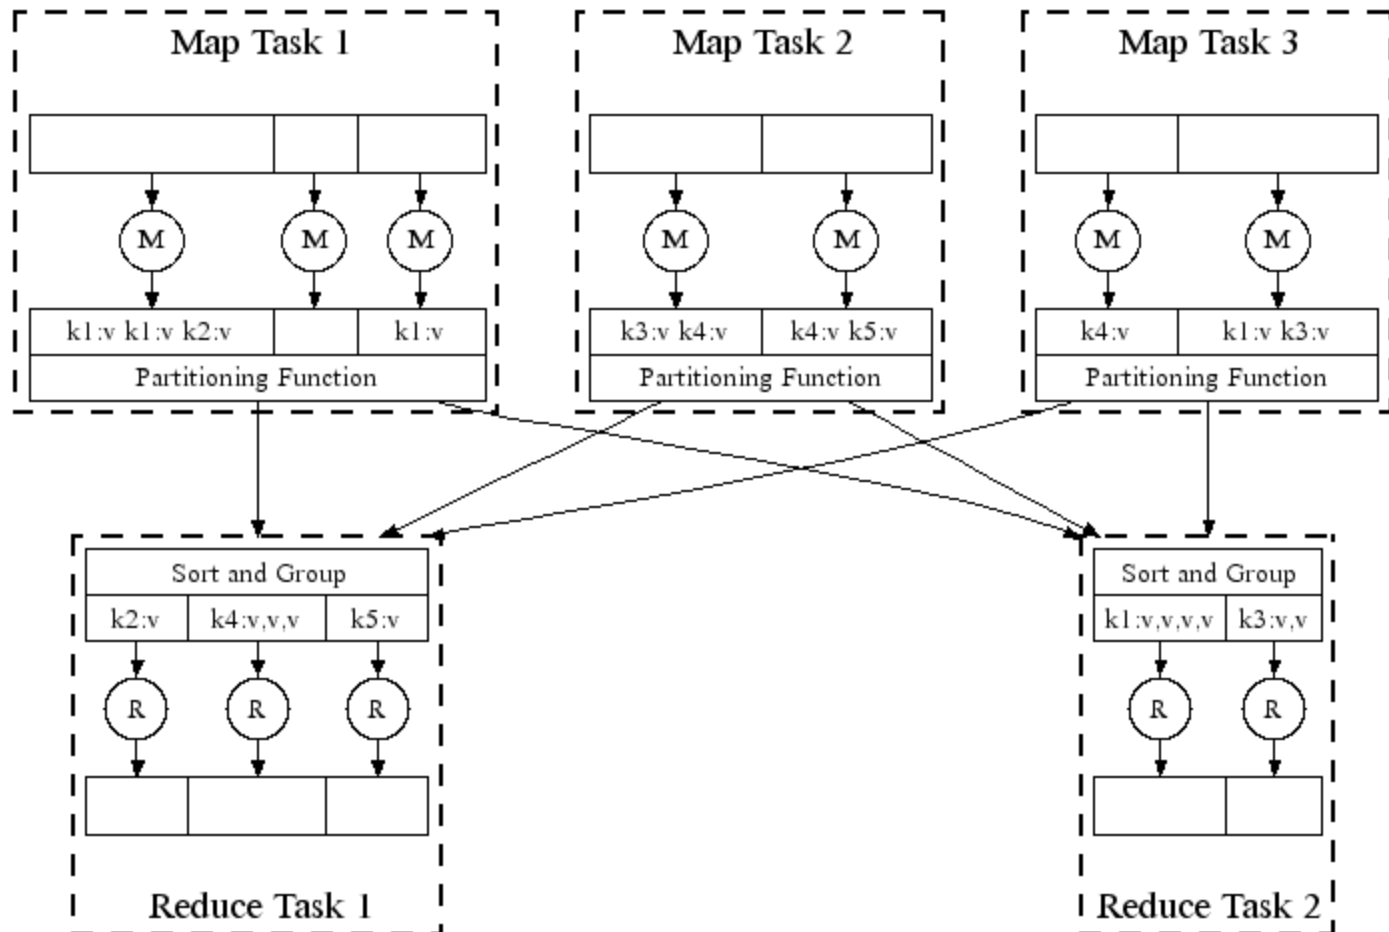 Map Task 1
Map Task 2
Map Task 3
M
M
M
M
M
M
M
k1:v k1:v k2:v
k1:v
k3:v k4:v
k4:v k5:v
k4:v
k1:v k3:v
Partitioning Function
Partitioning Function
Partitioning Function
Sort and Group
Sort and Group
k2:v
k4:v,v,v
k5:v
k1:v,v,v,v
k3:v,v
R
R
R
R
R
Reduce Task 1
Reduce Task 2